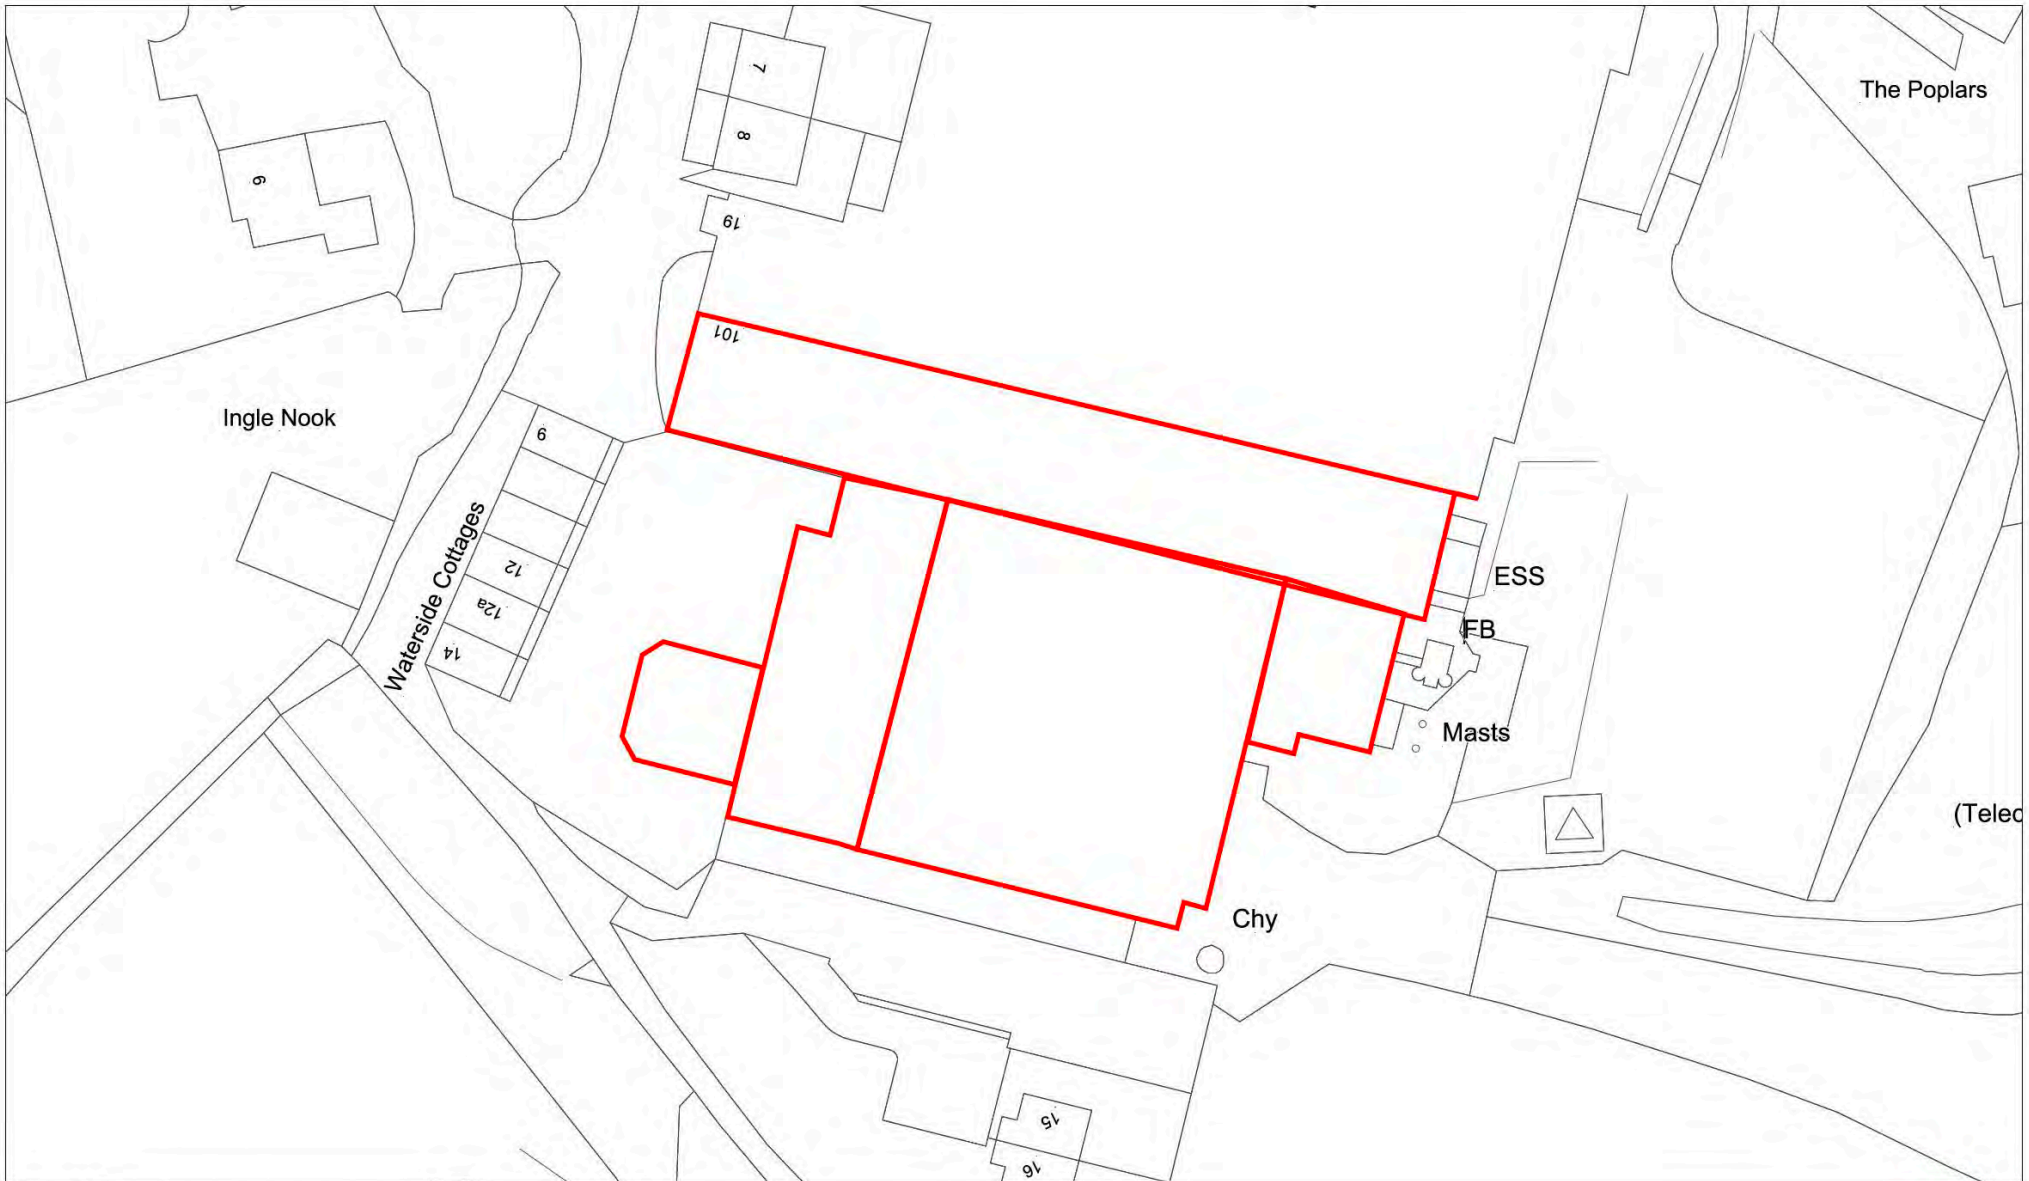 The Poplars
7
8
6
19
101
Ingle Nook
9
Waterside Cottages
12
12a
14
ESS
FB
Masts
(Telec
Chy
15
16